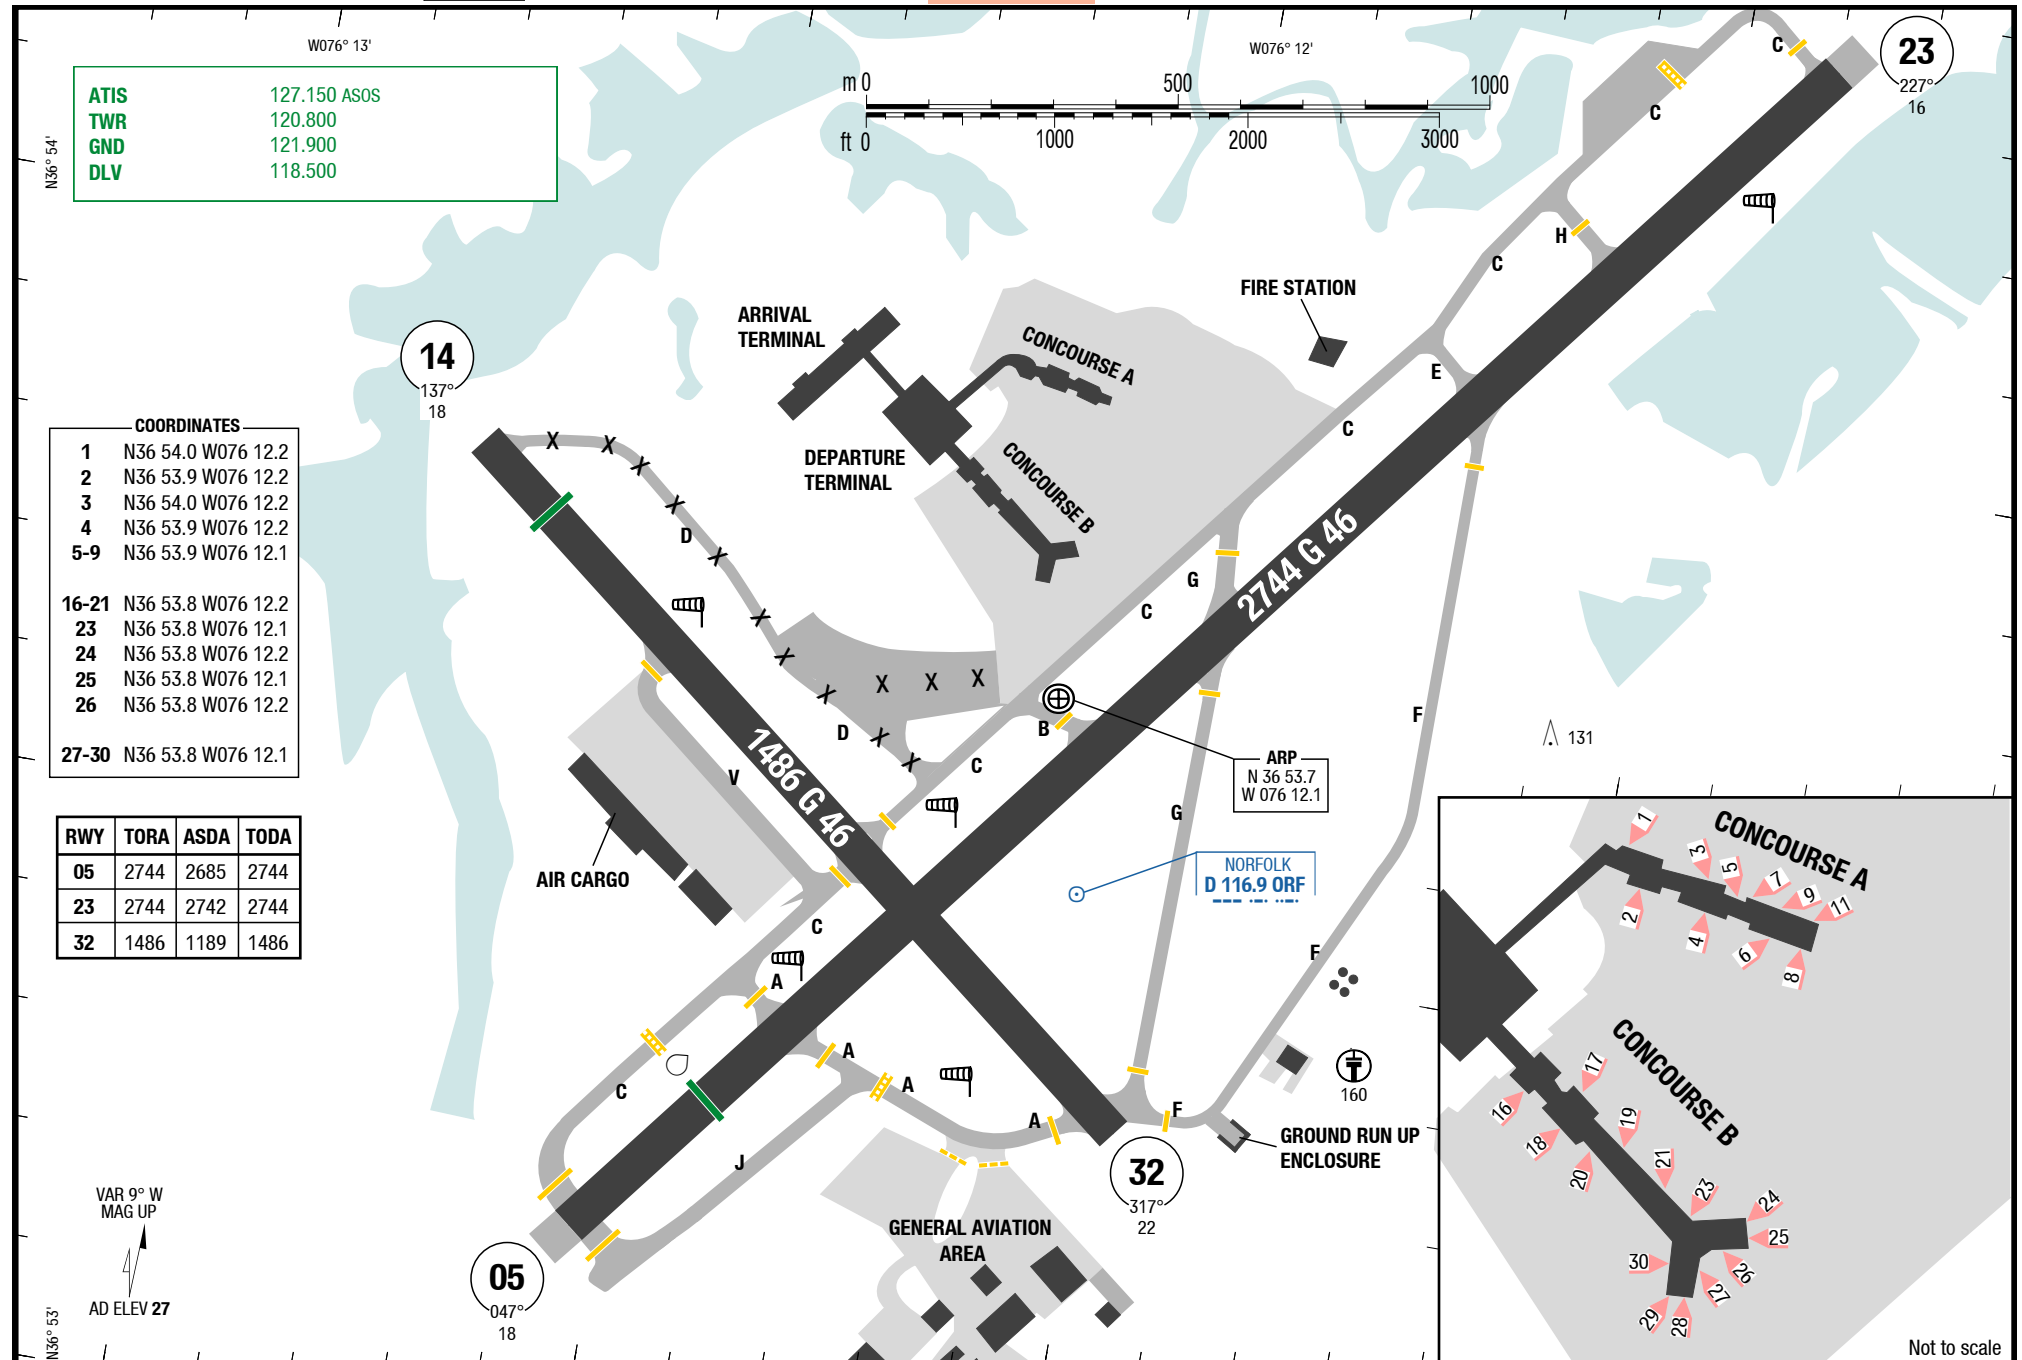 W076° 13'
W076° 12'
N36° 54'
N36° 53'
ATIS 127.150 ASOS
TWR 120.800
GND 121.900
DLV 118.500
m 0 500 1000
ft 0 1000 2000 3000
23
227°
16
14
137°
18
ARRIVAL
TERMINAL
DEPARTURE
TERMINAL
CONCOURSE A
CONCOURSE B
FIRE STATION
C
C
H
C
E
C
G
C
B
C
G
F
F
F
D
D
V
C
A
A
A
A
C
J
X X X X X X X X X X X X X
2744 G 46
1486 G 46
COORDINATES
1 N36 54.0 W076 12.2
2 N36 53.9 W076 12.2
3 N36 54.0 W076 12.2
4 N36 53.9 W076 12.2
5-9 N36 53.9 W076 12.1
16-21 N36 53.8 W076 12.2
23 N36 53.8 W076 12.1
24 N36 53.8 W076 12.2
25 N36 53.8 W076 12.1
26 N36 53.8 W076 12.2
27-30 N36 53.8 W076 12.1
RWY TORA ASDA TODA
05 2744 2685 2744
23 2744 2742 2744
32 1486 1189 1486
AIR CARGO
ARP
N 36 53.7
W 076 12.1
131
NORFOLK
D 116.9 ORF
160
GROUND RUN UP
ENCLOSURE
32
317°
22
GENERAL AVIATION
AREA
05
047°
18
VAR 9° W
MAG UP
AD ELEV 27
CONCOURSE A
1
3
5
7
9
11
2
4
6
8
CONCOURSE B
17
16
19
18
20
21
23
24
25
26
30
27
29
28
Not to scale